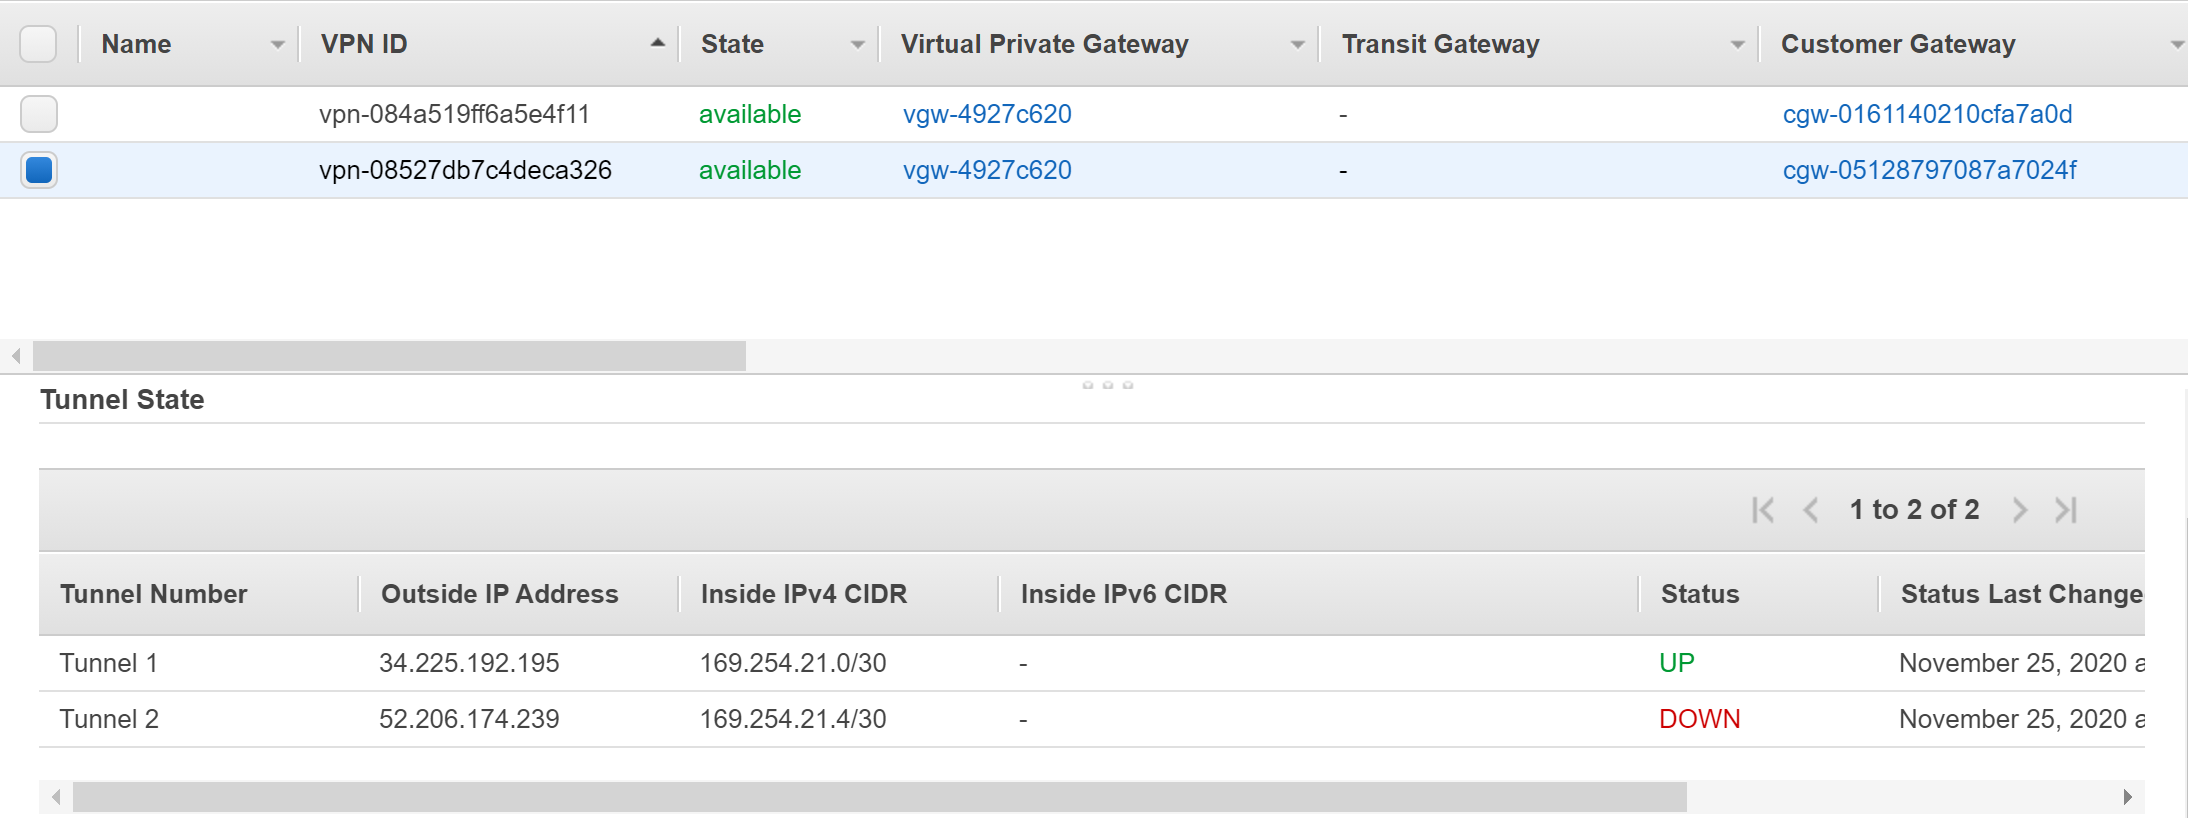 Name VPN ID State Virtual Private Gateway Transit Gateway Customer Gateway
vpn-084a519ff6a5e4f11 available vgw-4927c620 - cgw-0161140210cfa7a0d
vpn-08527db7c4deca326 available vgw-4927c620 - cgw-05128797087a7024f
Tunnel State
1 to 2 of 2
Tunnel Number Outside IP Address Inside IPv4 CIDR Inside IPv6 CIDR Status Status Last Change
Tunnel 1 34.225.192.195 169.254.21.0/30 - UP November 25, 2020 a
Tunnel 2 52.206.174.239 169.254.21.4/30 - DOWN November 25, 2020 a